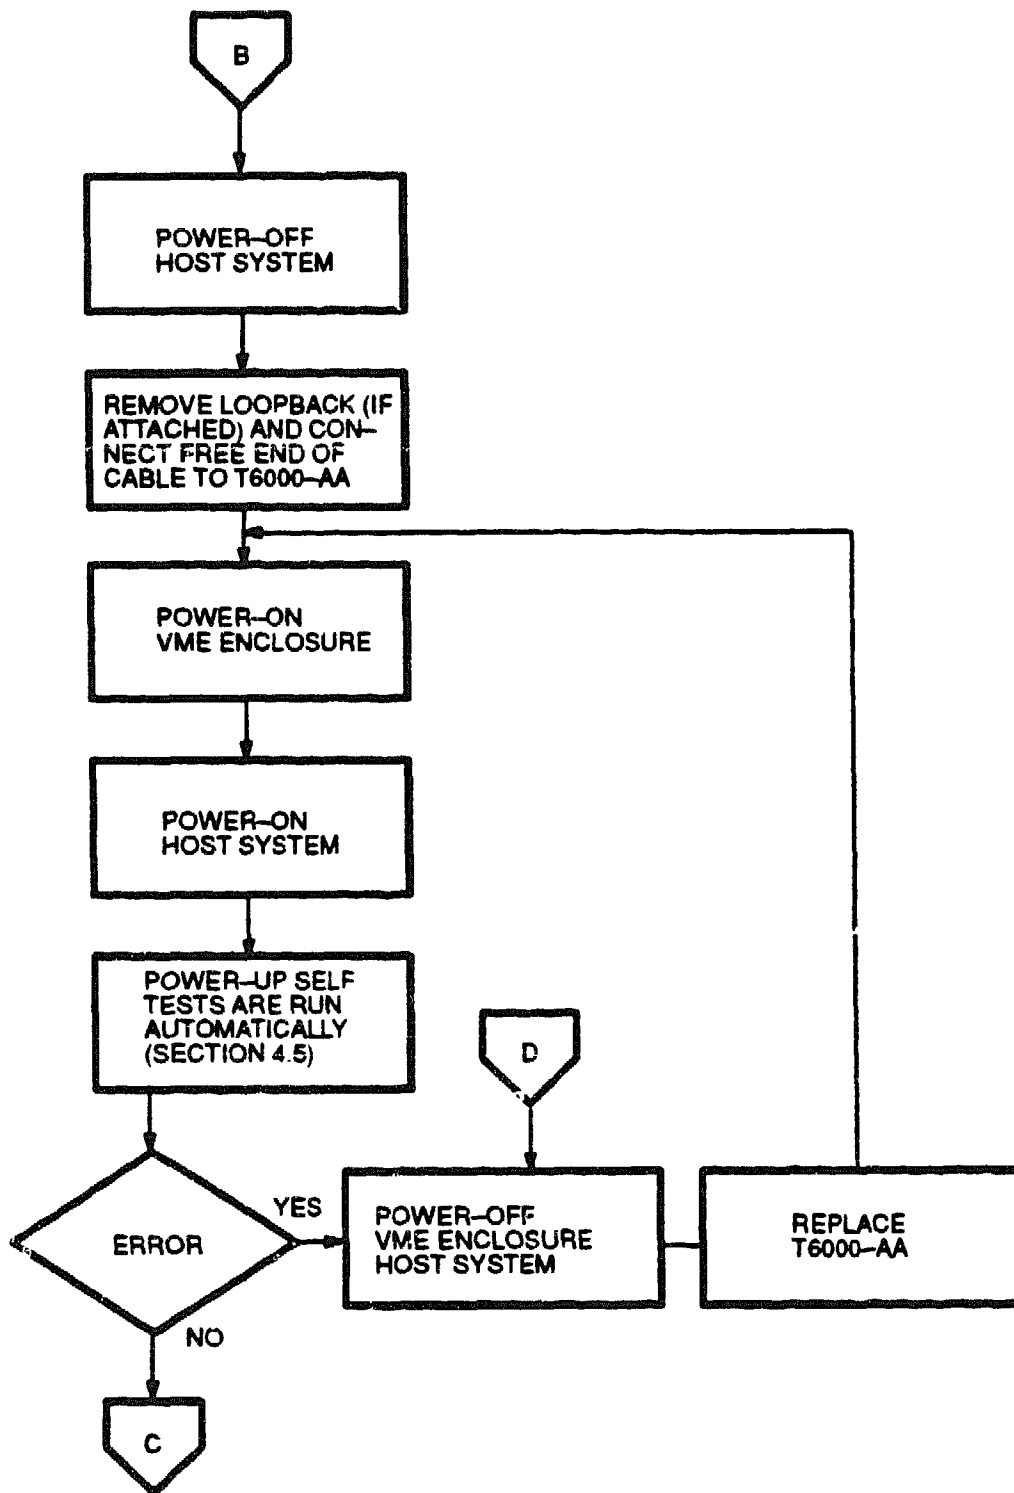 B
POWER–OFF
HOST SYSTEM
REMOVE LOOPBACK (IF
ATTACHED) AND CON–
NECT FREE END OF
CABLE TO T6000–AA
POWER–ON
VME ENCLOSURE
POWER–ON
HOST SYSTEM
POWER–UP SELF
TESTS ARE RUN
AUTOMATICALLY
(SECTION 4.5)
D
ERROR
YES
POWER–OFF
VME ENCLOSURE
HOST SYSTEM
REPLACE
T6000–AA
NO
C